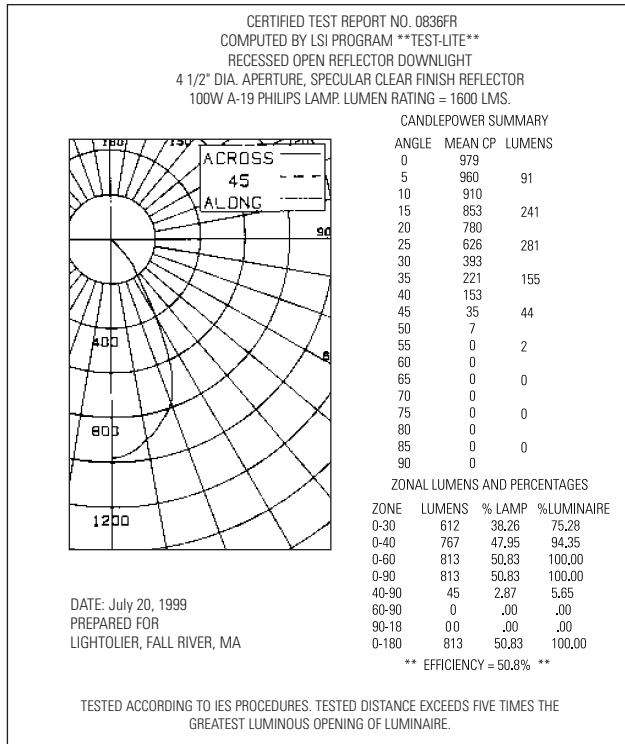 CERTIFIED TEST REPORT NO. 0836FR
COMPUTED BY LSI PROGRAM **TEST-LITE**
RECESSED OPEN REFLECTOR DOWNLIGHT
4 1/2" DIA. APERTURE, SPECULAR CLEAR FINISH REFLECTOR
100W A-19 PHILIPS LAMP. LUMEN RATING = 1600 LMS.
180 150 120
ACROSS
45
ALONG
90
400
800
1200
CANDLEPOWER SUMMARY
ANGLE MEAN CP LUMENS
0 979
5 960 91
10 910
15 853 241
20 780
25 626 281
30 393
35 221 155
40 153
45 35 44
50 7
55 0 2
60 0
65 0 0
70 0
75 0 0
80 0
85 0 0
90 0
ZONAL LUMENS AND PERCENTAGES
ZONE LUMENS % LAMP %LUMINAIRE
0-30 612 38.26 75.28
0-40 767 47.95 94.35
0-60 813 50.83 100.00
0-90 813 50.83 100.00
40-90 45 2.87 5.65
60-90 0 .00 .00
90-18 00 .00 .00
0-180 813 50.83 100.00
** EFFICIENCY = 50.8% **
DATE: July 20, 1999
PREPARED FOR
LIGHTOLIER, FALL RIVER, MA
TESTED ACCORDING TO IES PROCEDURES. TESTED DISTANCE EXCEEDS FIVE TIMES THE
GREATEST LUMINOUS OPENING OF LUMINAIRE.